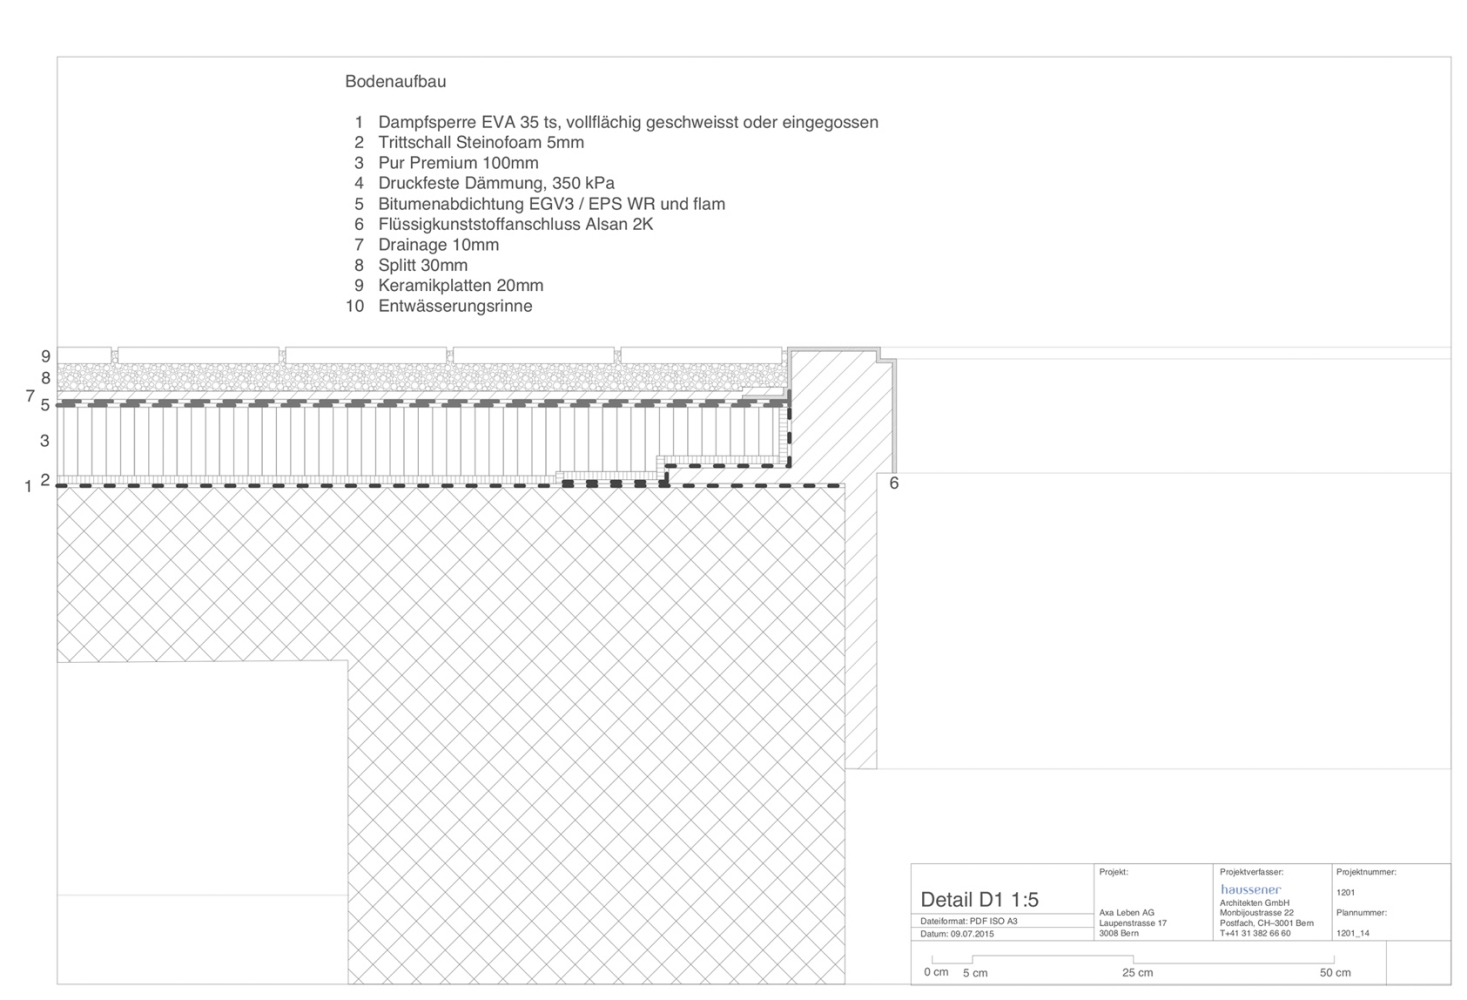 Bodenaufbau
1 Dampfsperre EVA 35 ts, vollflächig geschweisst oder eingegossen
2 Trittschall Steinofoam 5mm
3 Pur Premium 100mm
4 Druckfeste Dämmung, 350 kPa
5 Bitumenabdichtung EGV3 / EPS WR und flam
6 Flüssigkunststoffanschluss Alsan 2K
7 Drainage 10mm
8 Splitt 30mm
9 Keramikplatten 20mm
10 Entwässerungsrinne
9
8
7
5
3
2
1
6
Detail D1 1:5
Dateiformat: PDF ISO A3
Datum: 09.07.2015
Projekt:
Axa Leben AG
Laupenstrasse 17
3008 Bern
Projektverfasser:
haussener
Architekten GmbH
Monbijoustrasse 22
Postfach, CH–3001 Bern
T+41 31 382 66 60
Projektnummer:
1201
Plannummer:
1201_14
0 cm 5 cm 25 cm 50 cm